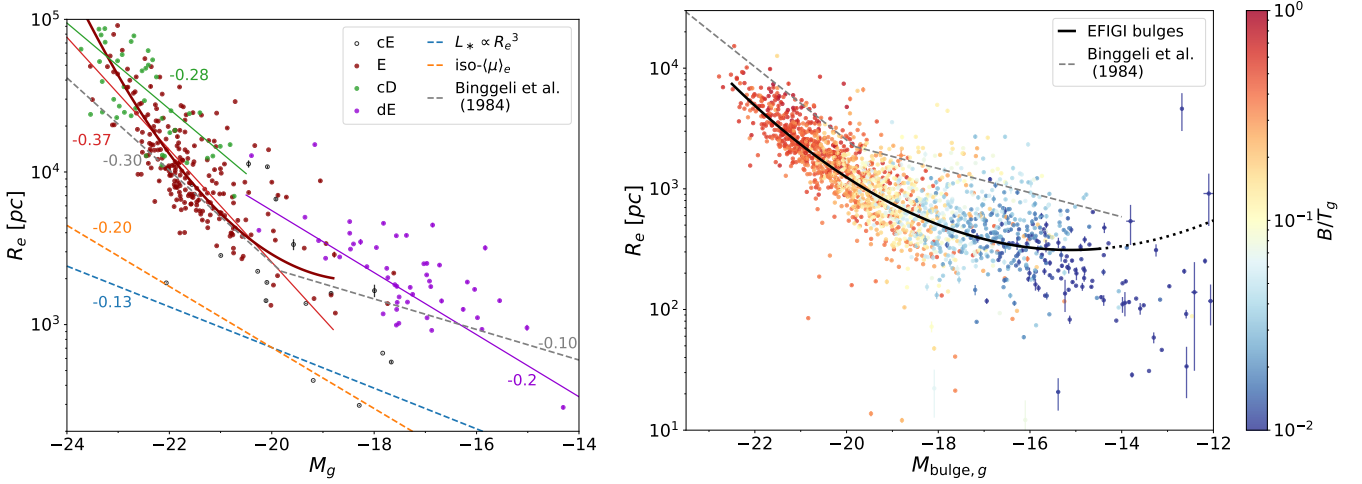 10^5
10^4
10^3
R_e [pc]
−24
−22
−20
−18
−16
−14
M_g
cE
E
cD
dE
L_* ∝ R_e^3
iso-⟨μ⟩_e
Binggeli et al.
(1984)
-0.28
-0.37
-0.30
-0.20
-0.13
-0.10
-0.2
10^4
10^3
10^2
10^1
R_e [pc]
−22
−20
−18
−16
−14
−12
M_bulge, g
EFIGI bulges
Binggeli et al.
(1984)
10^0
10^-1
10^-2
B/T_g